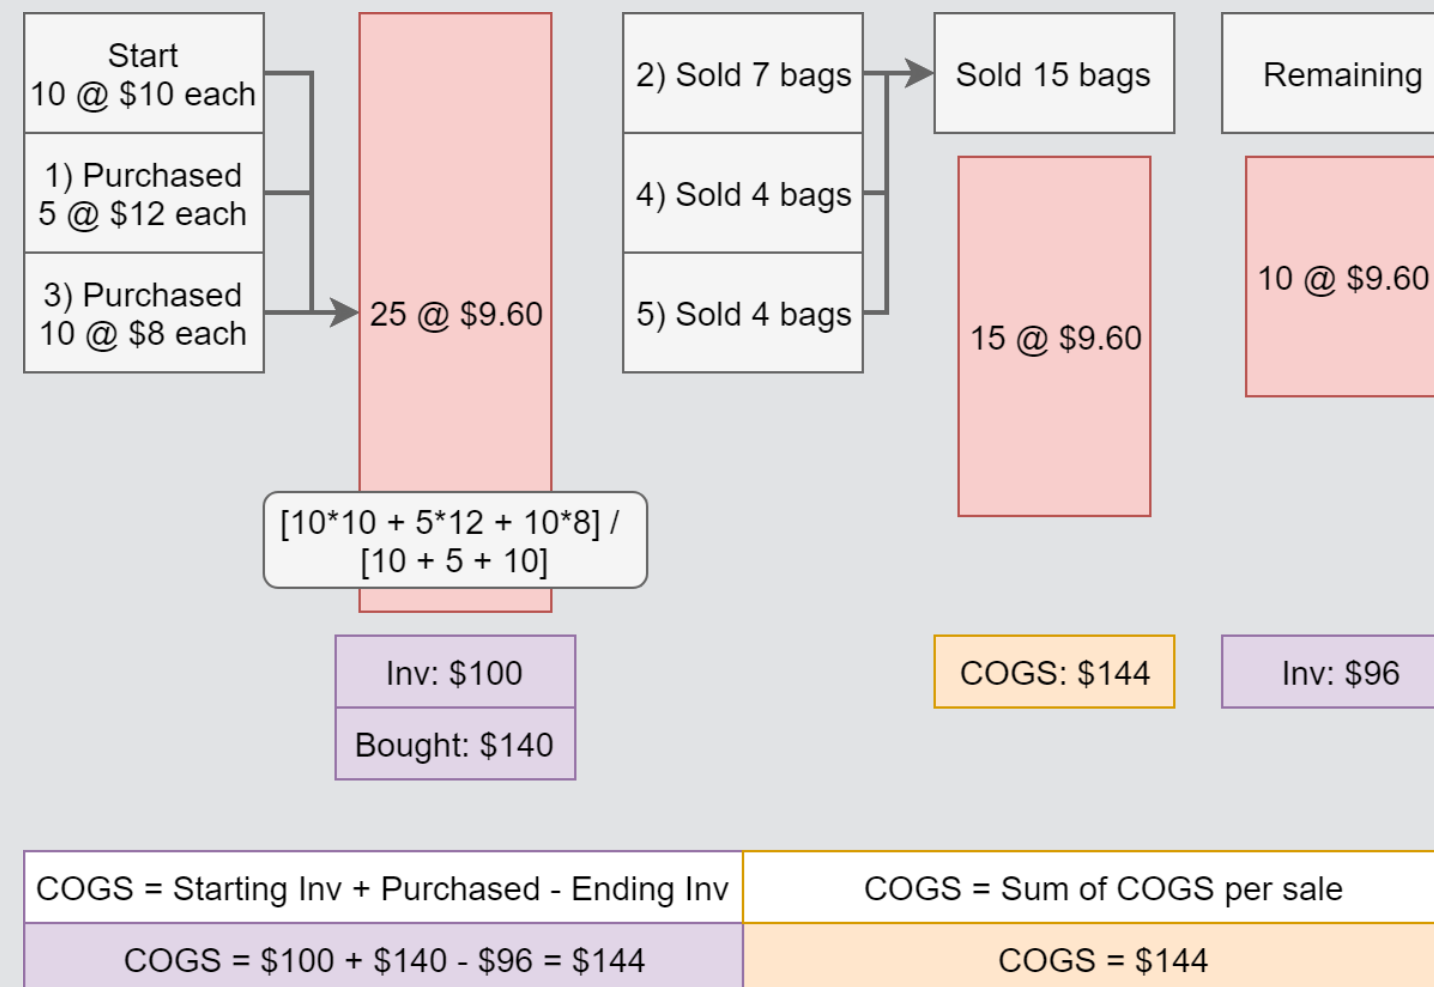 Start
10 @ $10 each
1) Purchased
5 @ $12 each
3) Purchased
10 @ $8 each
25 @ $9.60
[10*10 + 5*12 + 10*8] /
[10 + 5 + 10]
Inv: $100
Bought: $140
2) Sold 7 bags
4) Sold 4 bags
5) Sold 4 bags
Sold 15 bags
15 @ $9.60
COGS: $144
Remaining
10 @ $9.60
Inv: $96
COGS = Starting Inv + Purchased - Ending Inv
COGS = Sum of COGS per sale
COGS = $100 + $140 - $96 = $144
COGS = $144